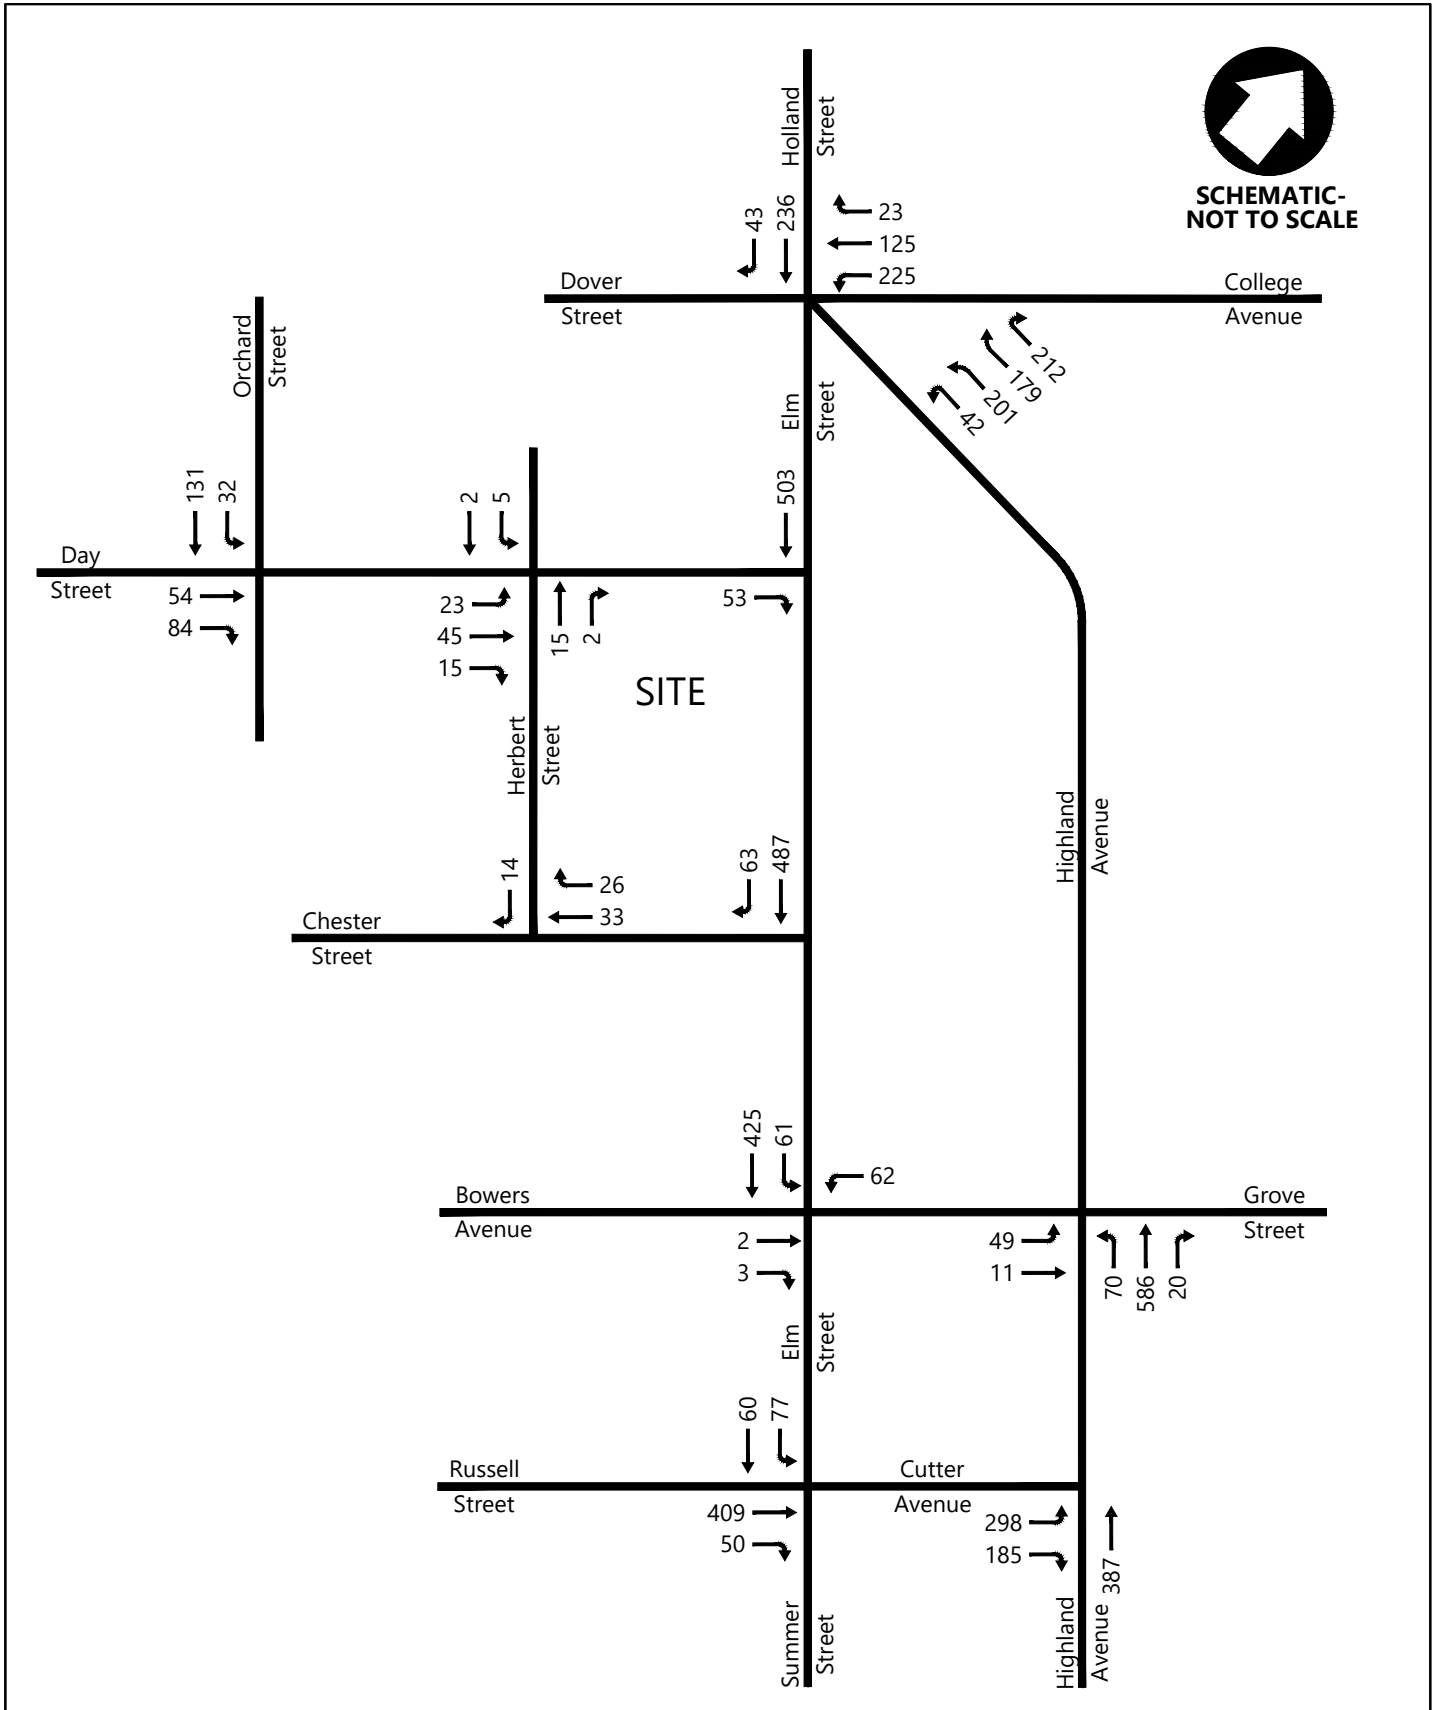 Holland
Street
SCHEMATIC-
NOT TO SCALE
43
236
23
125
225
Dover
Street
College
Avenue
Orchard
Street
212
179
201
42
Elm
Street
131
32
2
5
503
Day
Street
54
84
23
45
15
15
2
53
SITE
Herbert
Street
Highland
Avenue
14
26
33
63
487
Chester
Street
425
61
62
Bowers
Avenue
Grove
Street
2
3
49
11
70
586
20
Elm
Street
60
77
Russell
Street
Cutter
Avenue
409
50
298
185
387
Summer
Street
Highland
Avenue